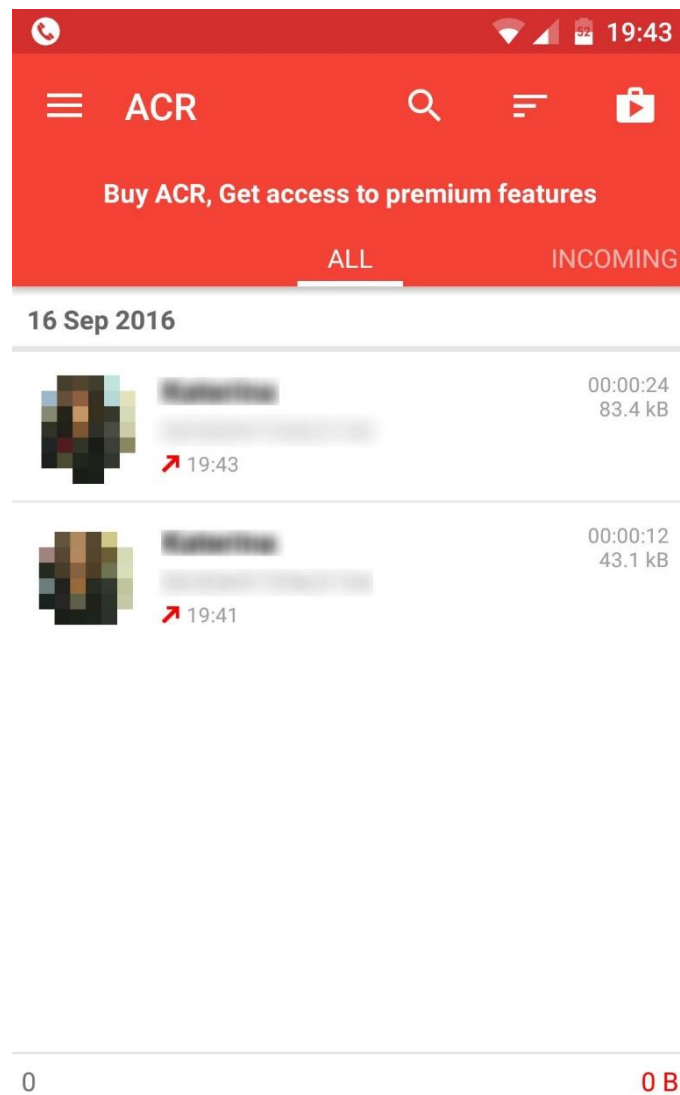 52 19:43
ACR
Buy ACR, Get access to premium features
ALL INCOMING
16 Sep 2016
00:00:24
83.4 kB
19:43
00:00:12
43.1 kB
19:41
0 0 B